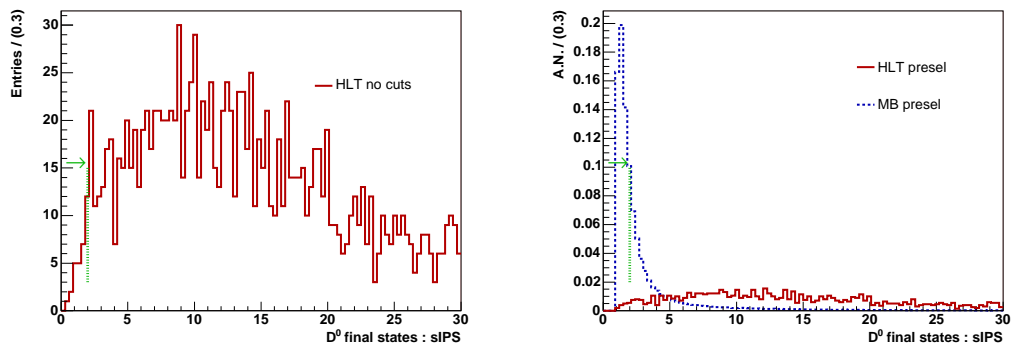 Entries / (0.3)
30
25
20
15
10
5
0
HLT no cuts
0 5 10 15 20 25 30
D⁰ final states : sIPS
A.N. / (0.3)
0.2
0.18
0.16
0.14
0.12
0.1
0.08
0.06
0.04
0.02
0
HLT presel
MB presel
0 5 10 15 20 25 30
D⁰ final states : sIPS